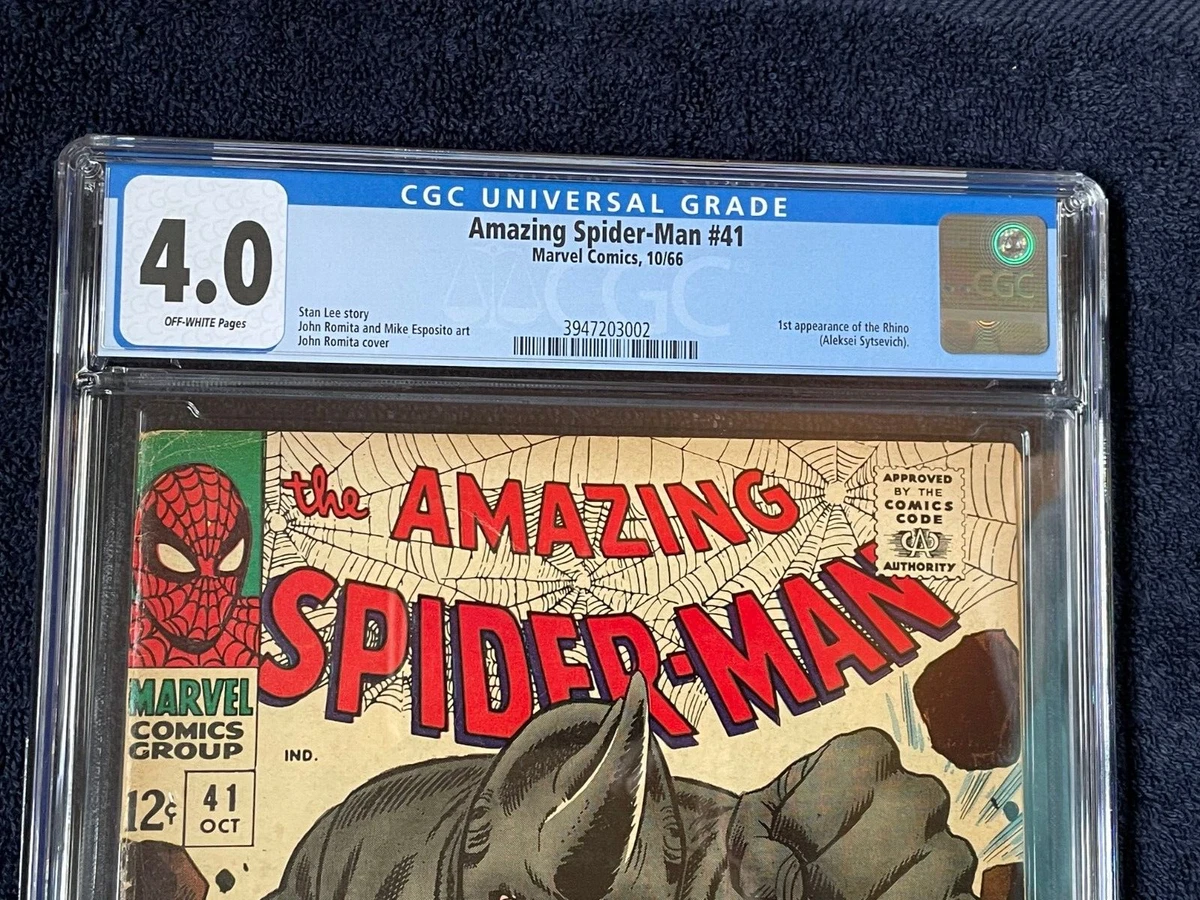 CGC UNIVERSAL GRADE
4.0
OFF-WHITE Pages
Amazing Spider-Man #41
Marvel Comics, 10/66
CGC
Stan Lee story
John Romita and Mike Esposito art
John Romita cover
3947203002
1st appearance of the Rhino
(Aleksei Sytsevich).
CGC
the AMAZING
SPIDER-MAN
APPROVED
BY THE
COMICS
CODE
CA
AUTHORITY
MARVEL
COMICS
GROUP
IND.
12¢
41
OCT